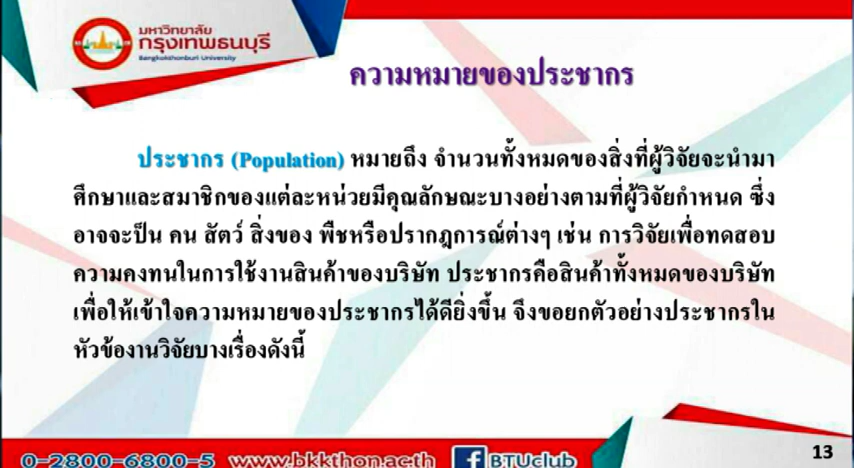 มหาวิทยาลัย
กรุงเทพธนบุรี
Bangkokthonburi University
ความหมายของประชากร
ประชากร (Population) หมายถึง จำนวนทั้งหมดของสิ่งที่ผู้วิจัยจะนำมา
ศึกษาและสมาชิกของแต่ละหน่วยมีคุณลักษณะบางอย่างตามที่ผู้วิจัยกำหนด ซึ่ง
อาจจะป็น คน สัตว์ สิ่งของ พืชหรือปรากฎการณ์ต่างๆ เช่น การวิจัยเพื่อทดสอบ
ความคงทนในการใช้งานสินค้าของบริษัท ประชากรคือสินค้าทั้งหมดของบริษัท
เพื่อให้เข้าใจความหมายของประชากรได้ดียิ่งขึ้น จึงขอยกตัวอย่างประชากรใน
หัวข้องานวิจัยบางเรื่องดังนี้
0-2800-6800-5 www.bkkthon.ac.th f BTUclub
13